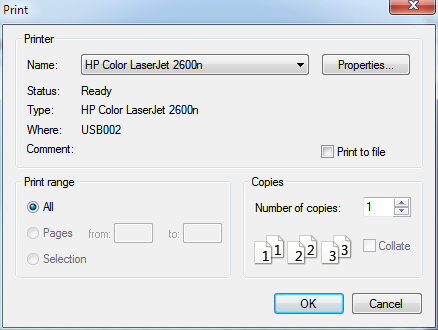 Print
Printer
Name: HP Color LaserJet 2600n Properties...
Status: Ready
Type: HP Color LaserJet 2600n
Where: USB002
Comment: Print to file
Print range
All
Pages from: to:
Selection
Copies
Number of copies: 1
1 1 2 2 3 3 Collate
OK Cancel